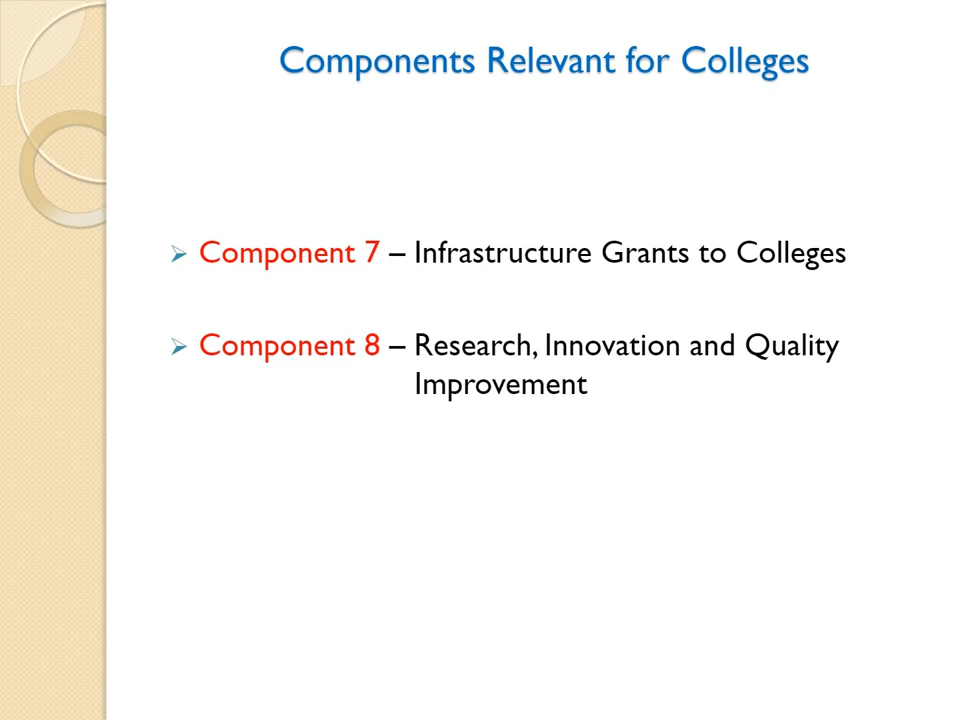 Components Relevant for Colleges
Component 7 – Infrastructure Grants to Colleges
Component 8 – Research, Innovation and Quality
Improvement